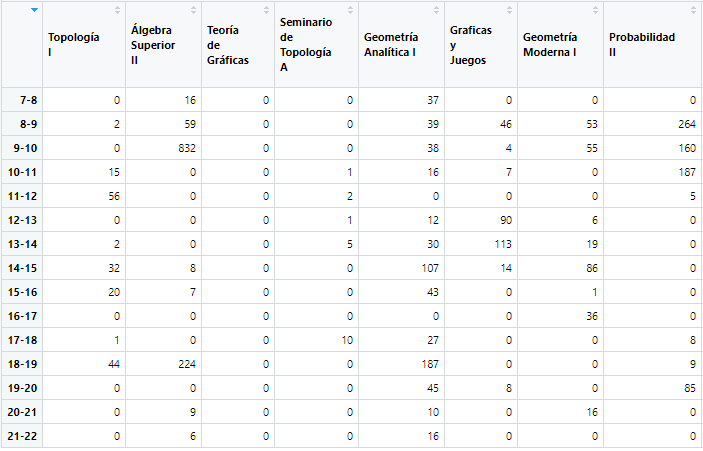 Topología I Álgebra Superior II Teoría de Gráficas Seminario de Topología A Geometría Analítica I Graficas y Juegos Geometría Moderna I Probabilidad II
7-8 0 16 0 0 37 0 0 0
8-9 2 59 0 0 39 46 53 264
9-10 0 832 0 0 38 4 55 160
10-11 15 0 0 1 16 7 0 187
11-12 56 0 0 2 0 0 0 5
12-13 0 0 0 1 12 90 6 0
13-14 2 0 0 5 30 113 19 0
14-15 32 8 0 0 107 14 86 0
15-16 20 7 0 0 43 0 1 0
16-17 0 0 0 0 0 0 36 0
17-18 1 0 0 10 27 0 0 8
18-19 44 224 0 0 187 0 0 9
19-20 0 0 0 0 45 8 0 85
20-21 0 9 0 0 10 0 16 0
21-22 0 6 0 0 16 0 0 0